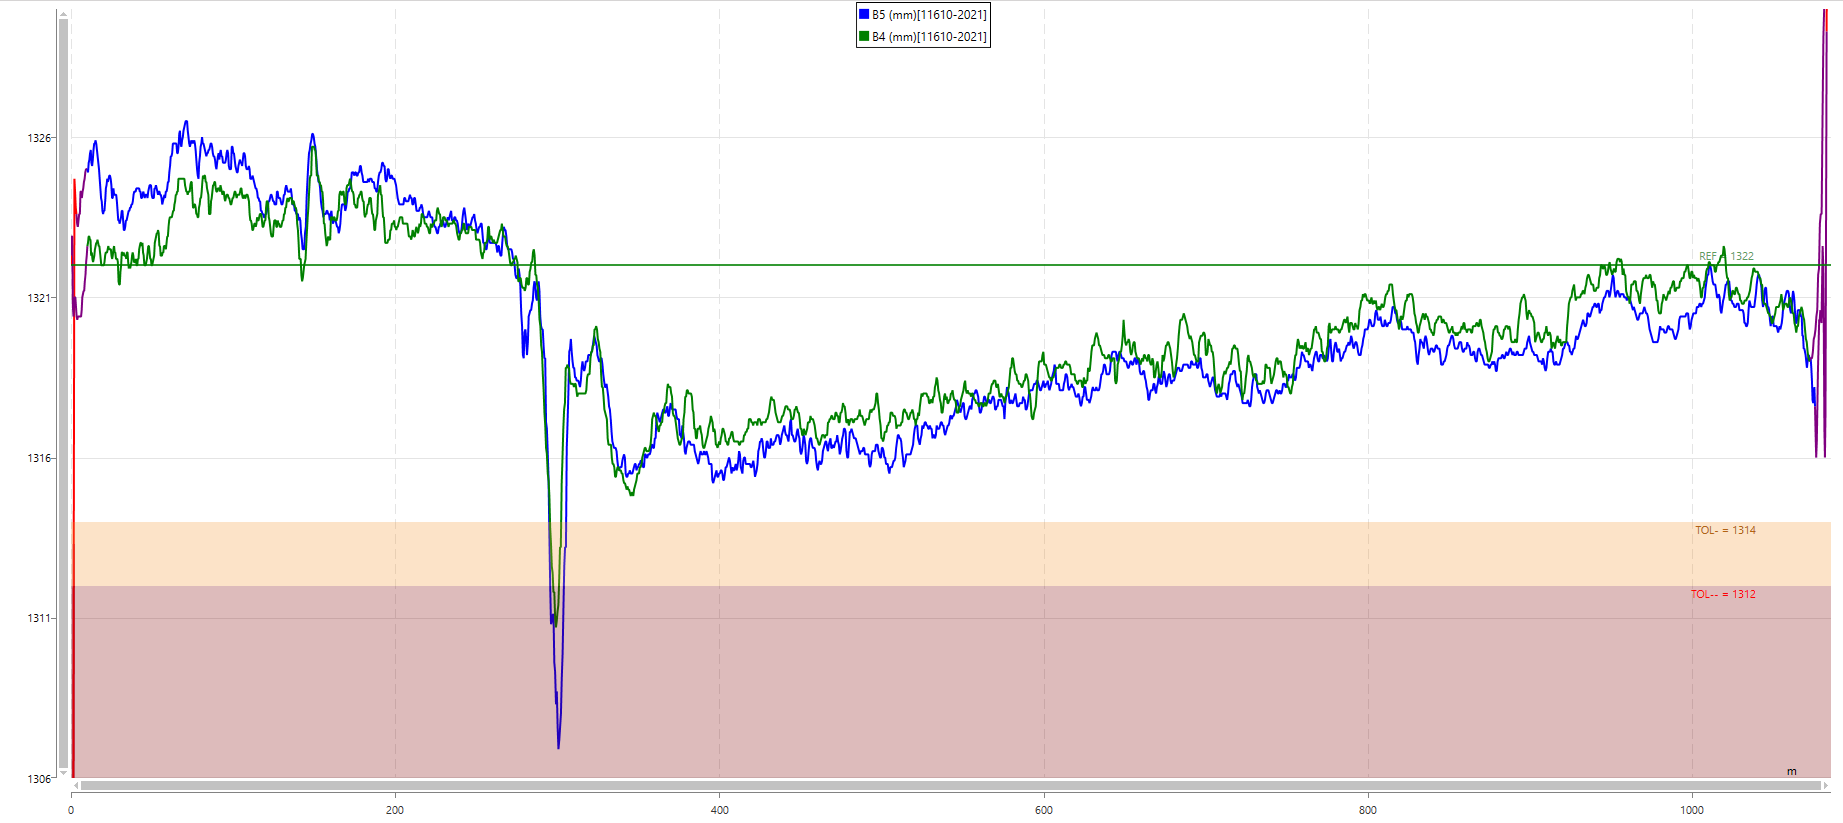 B5 (mm)[11610-2021]
B4 (mm)[11610-2021]
1326
REF = 1322
1321
1316
TOL- = 1314
TOL-- = 1312
1311
m
1306
0 200 400 600 800 1000